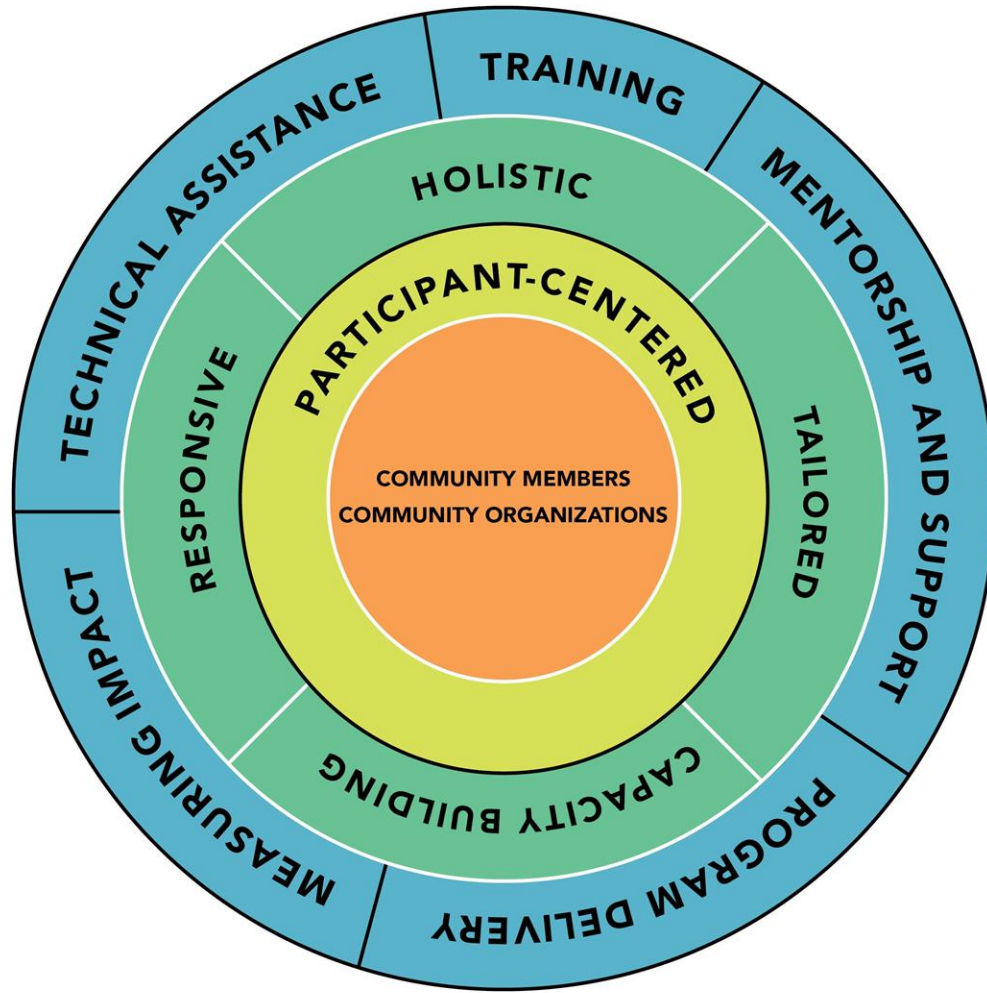 TRAINING
MENTORSHIP AND SUPPORT
PROGRAM DELIVERY
MEASURING IMPACT
TECHNICAL ASSISTANCE
HOLISTIC
TAILORED
CAPACITY BUILDING
RESPONSIVE
PARTICIPANT-CENTERED
COMMUNITY MEMBERS
COMMUNITY ORGANIZATIONS